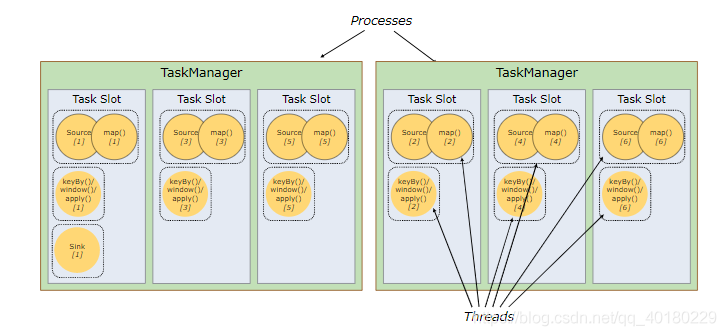 Processes
TaskManager
TaskManager
Task Slot
Task Slot
Task Slot
Task Slot
Task Slot
Task Slot
Source
[1]
map()
[1]
Source
[3]
map()
[3]
Source
[5]
map()
[5]
Source
[2]
map()
[2]
Source
[4]
map()
[4]
Source
[6]
map()
[6]
keyBy()/
window()/
apply()
[1]
keyBy()/
window()/
apply()
[3]
keyBy()/
window()/
apply()
[5]
keyBy()/
window()/
apply()
[2]
keyBy()/
window()/
apply()
[4]
keyBy()/
window()/
apply()
[6]
Sink
[1]
Threads
https://blog.csdn.net/qq_40180229